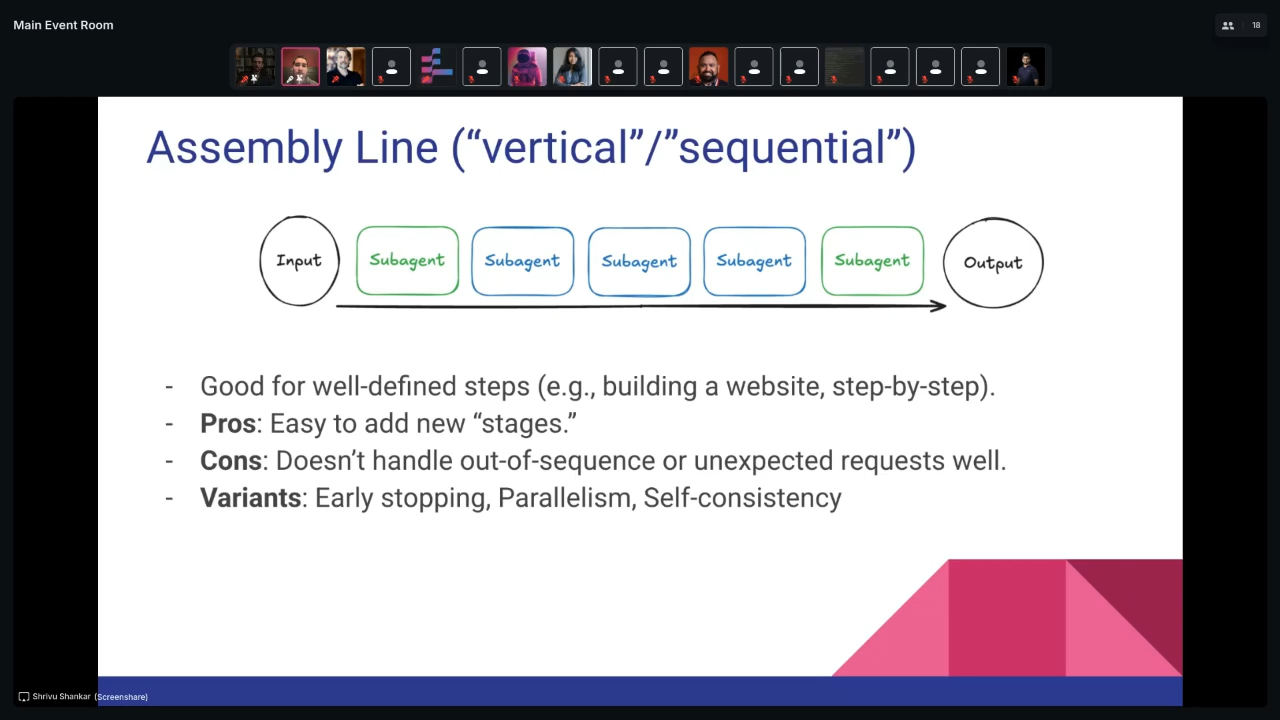 Main Event Room
18
Assembly Line (“vertical”/”sequential”)
Input Subagent Subagent Subagent Subagent Subagent Output
- Good for well-defined steps (e.g., building a website, step-by-step).
- Pros: Easy to add new “stages.”
- Cons: Doesn’t handle out-of-sequence or unexpected requests well.
- Variants: Early stopping, Parallelism, Self-consistency
Shrivu Shankar (Screenshare)